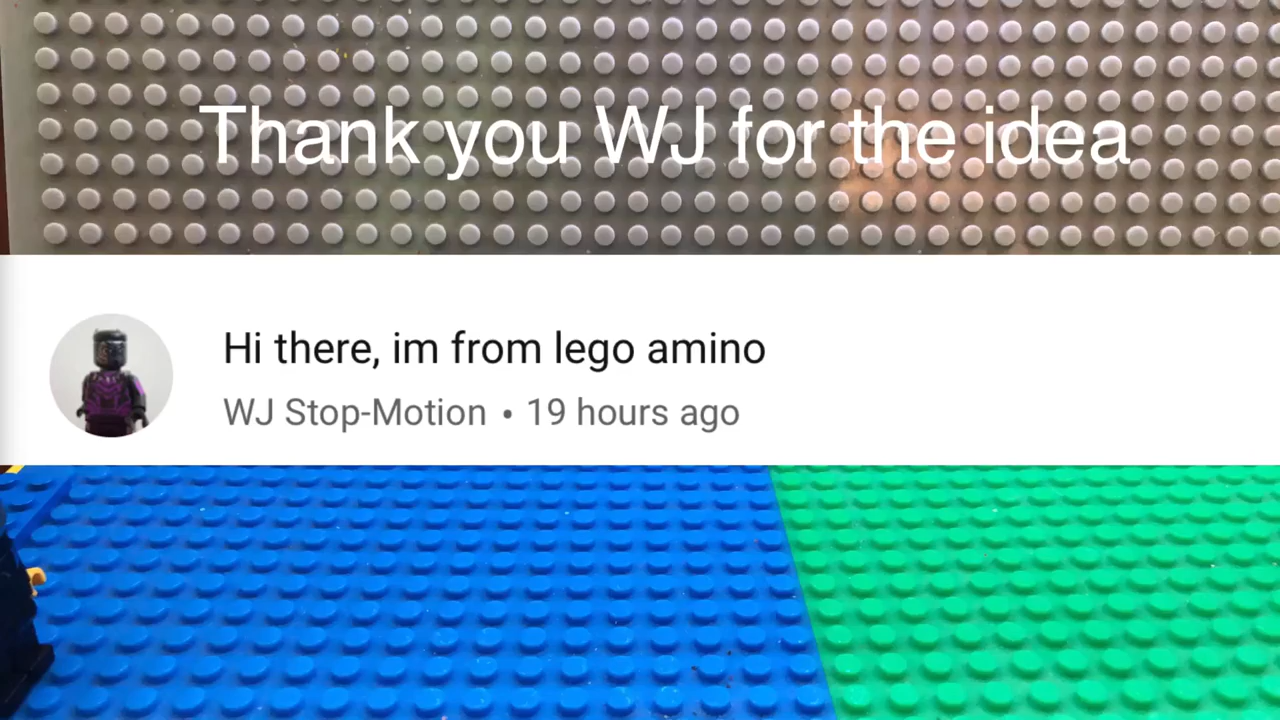 Thank you WJ for the idea
Hi there, im from lego amino
WJ Stop-Motion • 19 hours ago